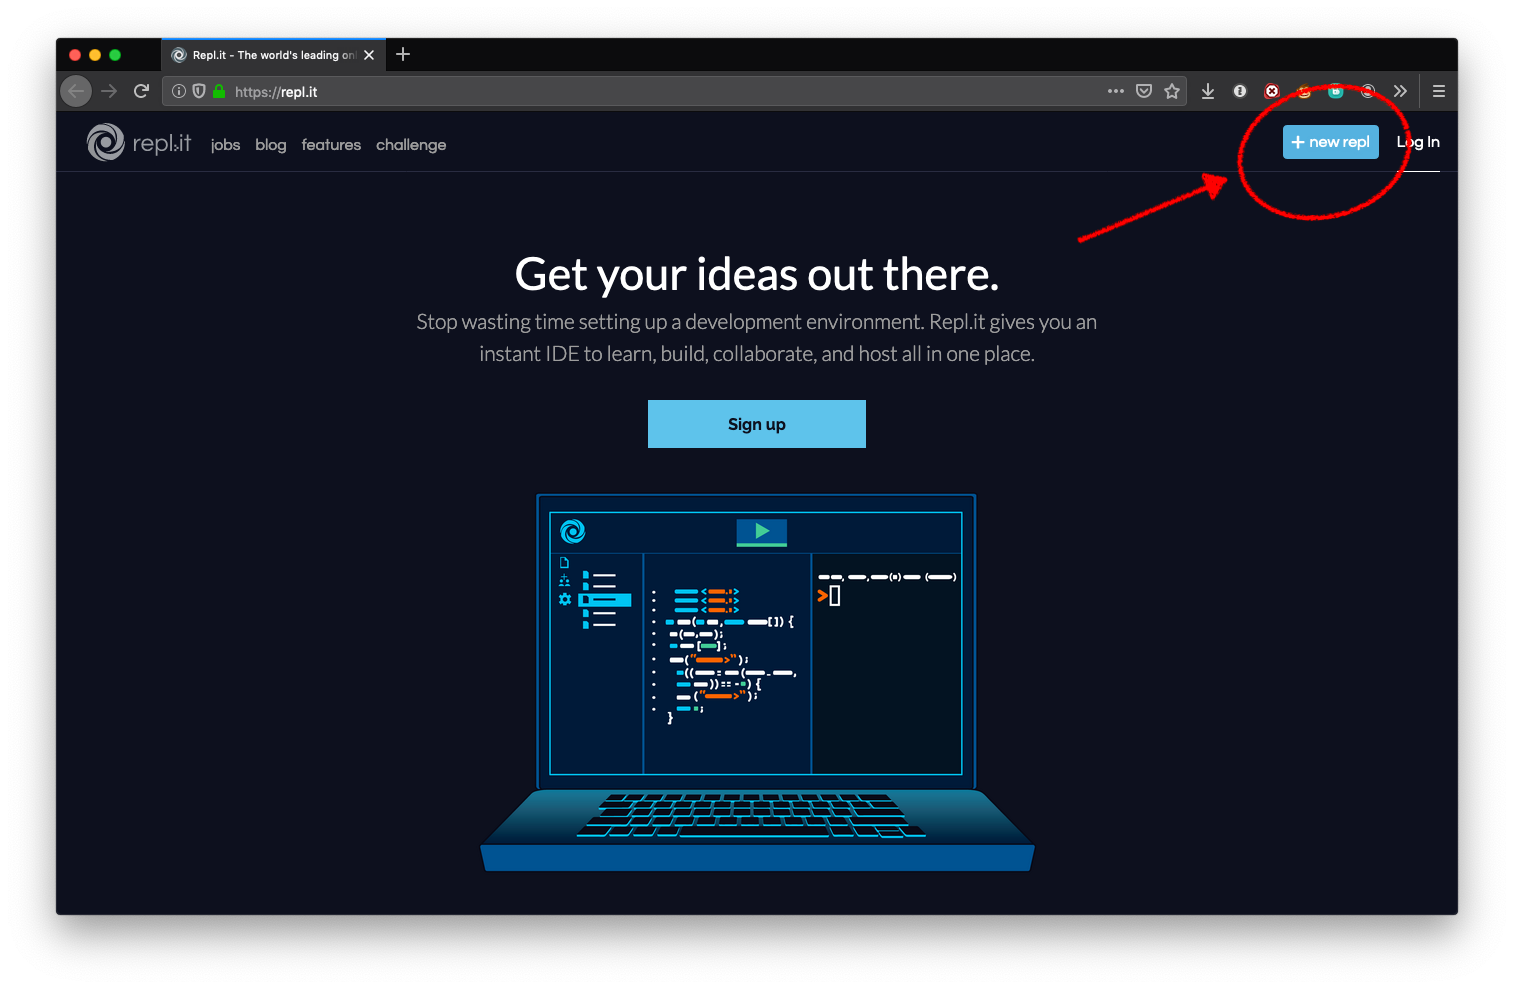 Repl.it - The world's leading onl
https://repl.it
repl.it jobs blog features challenge
+ new repl
Log In
Get your ideas out there.
Stop wasting time setting up a development environment. Repl.it gives you an
instant IDE to learn, build, collaborate, and host all in one place.
Sign up